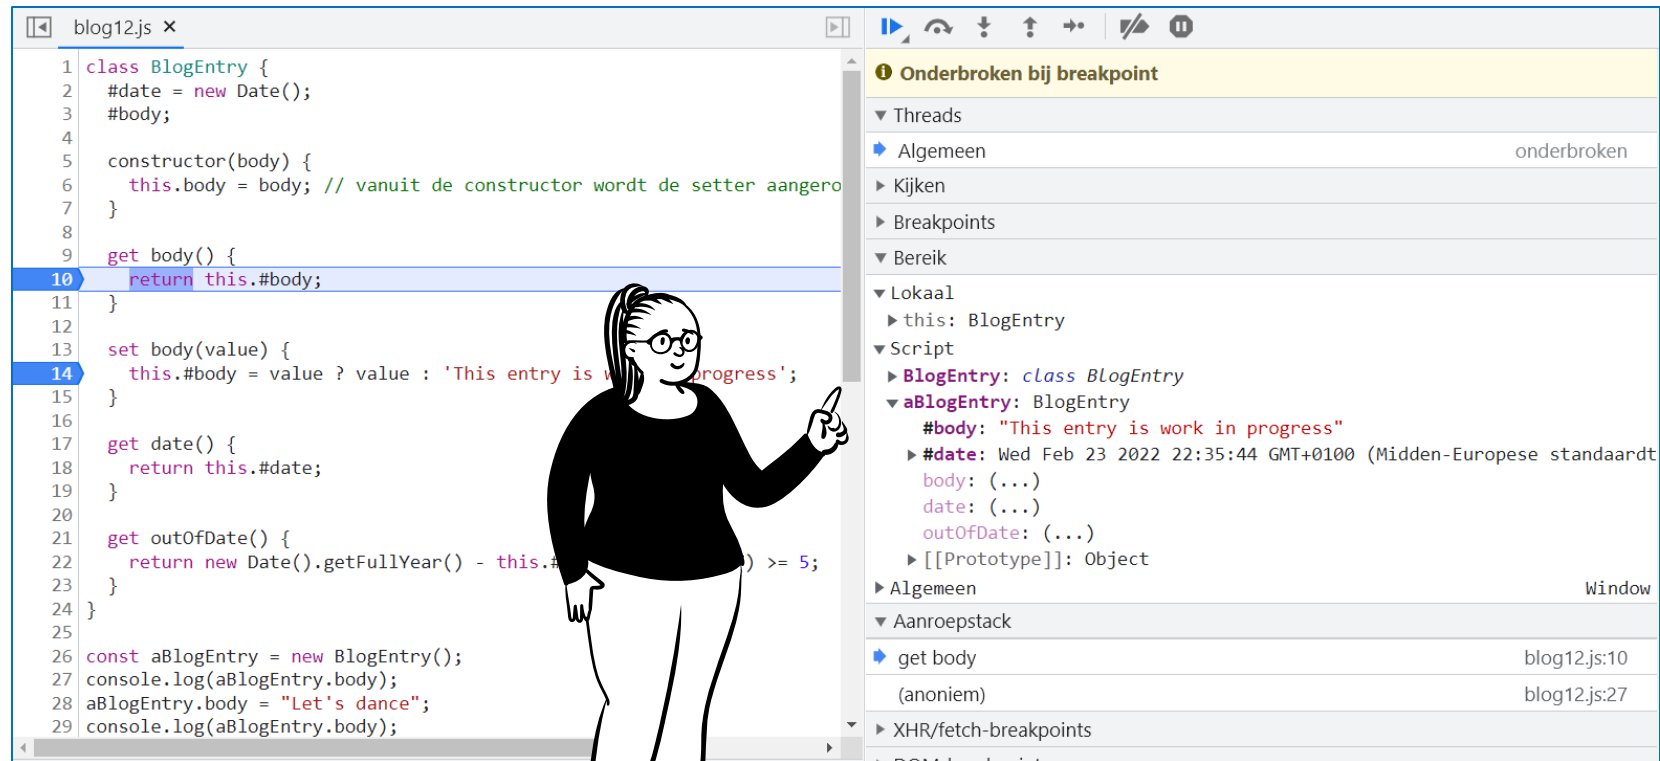 blog12.js ✕
1 class BlogEntry {
2 #date = new Date();
3 #body;
4
5 constructor(body) {
6 this.body = body; // vanuit de constructor wordt de setter aangero
7 }
8
9 get body() {
10 return this.#body;
11 }
12
13 set body(value) {
14 this.#body = value ? value : 'This entry is progress';
15 }
16
17 get date() {
18 return this.#date;
19 }
20
21 get outOfDate() {
22 return new Date().getFullYear() - this.# ) >= 5;
23 }
24 }
25
26 const aBlogEntry = new BlogEntry();
27 console.log(aBlogEntry.body);
28 aBlogEntry.body = "Let's dance";
29 console.log(aBlogEntry.body);
Onderbroken bij breakpoint
Threads
Algemeen onderbroken
Kijken
Breakpoints
Bereik
Lokaal
this: BlogEntry
Script
BlogEntry: class BlogEntry
aBlogEntry: BlogEntry
#body: "This entry is work in progress"
#date: Wed Feb 23 2022 22:35:44 GMT+0100 (Midden-Europese standaardt
body: (...)
date: (...)
outOfDate: (...)
[[Prototype]]: Object
Algemeen Window
Aanroepstack
get body blog12.js:10
(anoniem) blog12.js:27
XHR/fetch-breakpoints